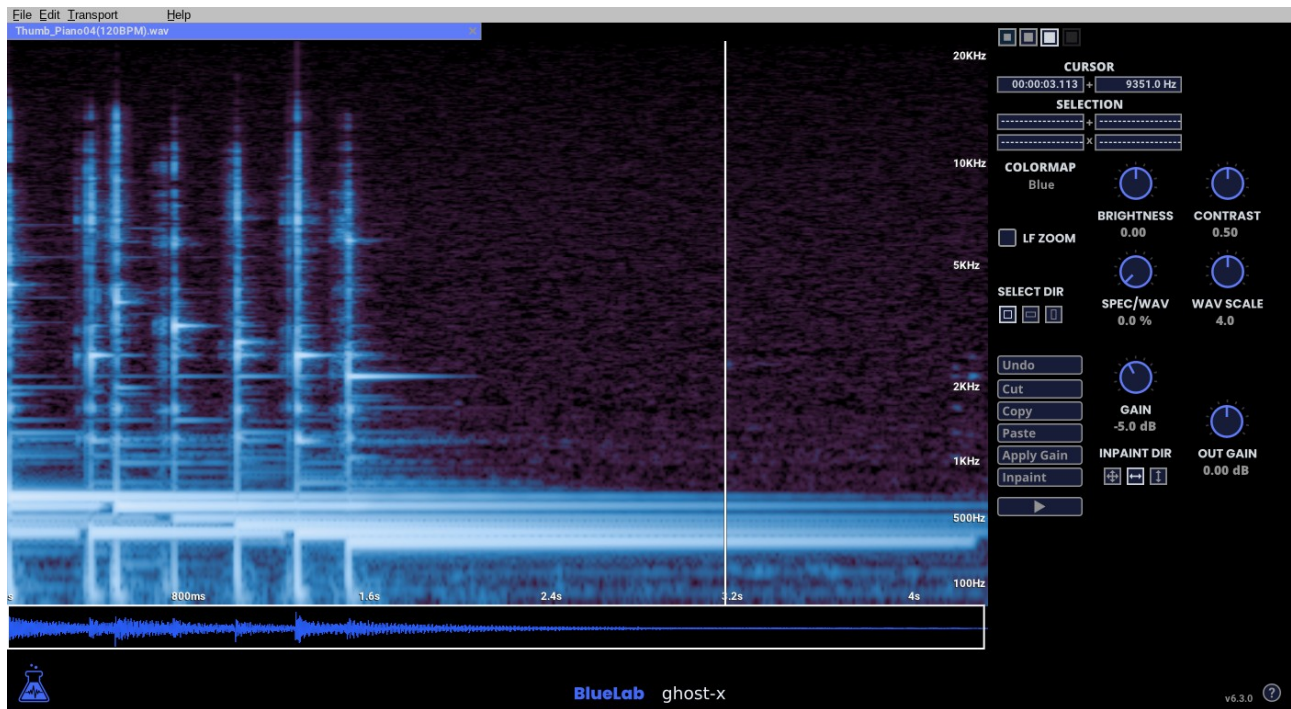 File Edit Transport Help
Thumb_Piano04(120BPM).wav ×
20KHz
10KHz
5KHz
2KHz
1KHz
500Hz
100Hz
s 800ms 1.6s 2.4s 3.2s 4s
CURSOR
00:00:03.113 + 9351.0 Hz
SELECTION
------------------ + ------------------
------------------ x ------------------
COLORMAP
Blue
BRIGHTNESS
0.00
CONTRAST
0.50
LF ZOOM
SELECT DIR
SPEC/WAV
0.0 %
WAV SCALE
4.0
Undo
Cut
Copy
Paste
Apply Gain
Inpaint
GAIN
-5.0 dB
INPAINT DIR
OUT GAIN
0.00 dB
BlueLab ghost-x
v6.3.0 ?